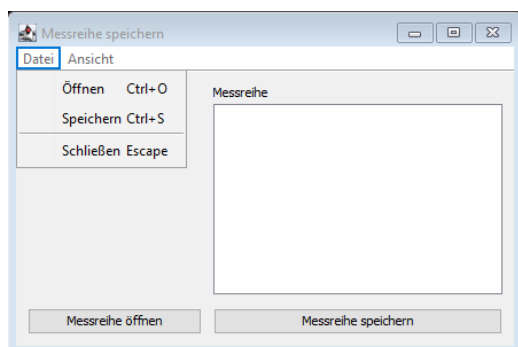 Messreihe speichern
Datei Ansicht
Öffnen Ctrl+O
Speichern Ctrl+S
Schließen Escape
Messreihe
Messreihe öffnen
Messreihe speichern